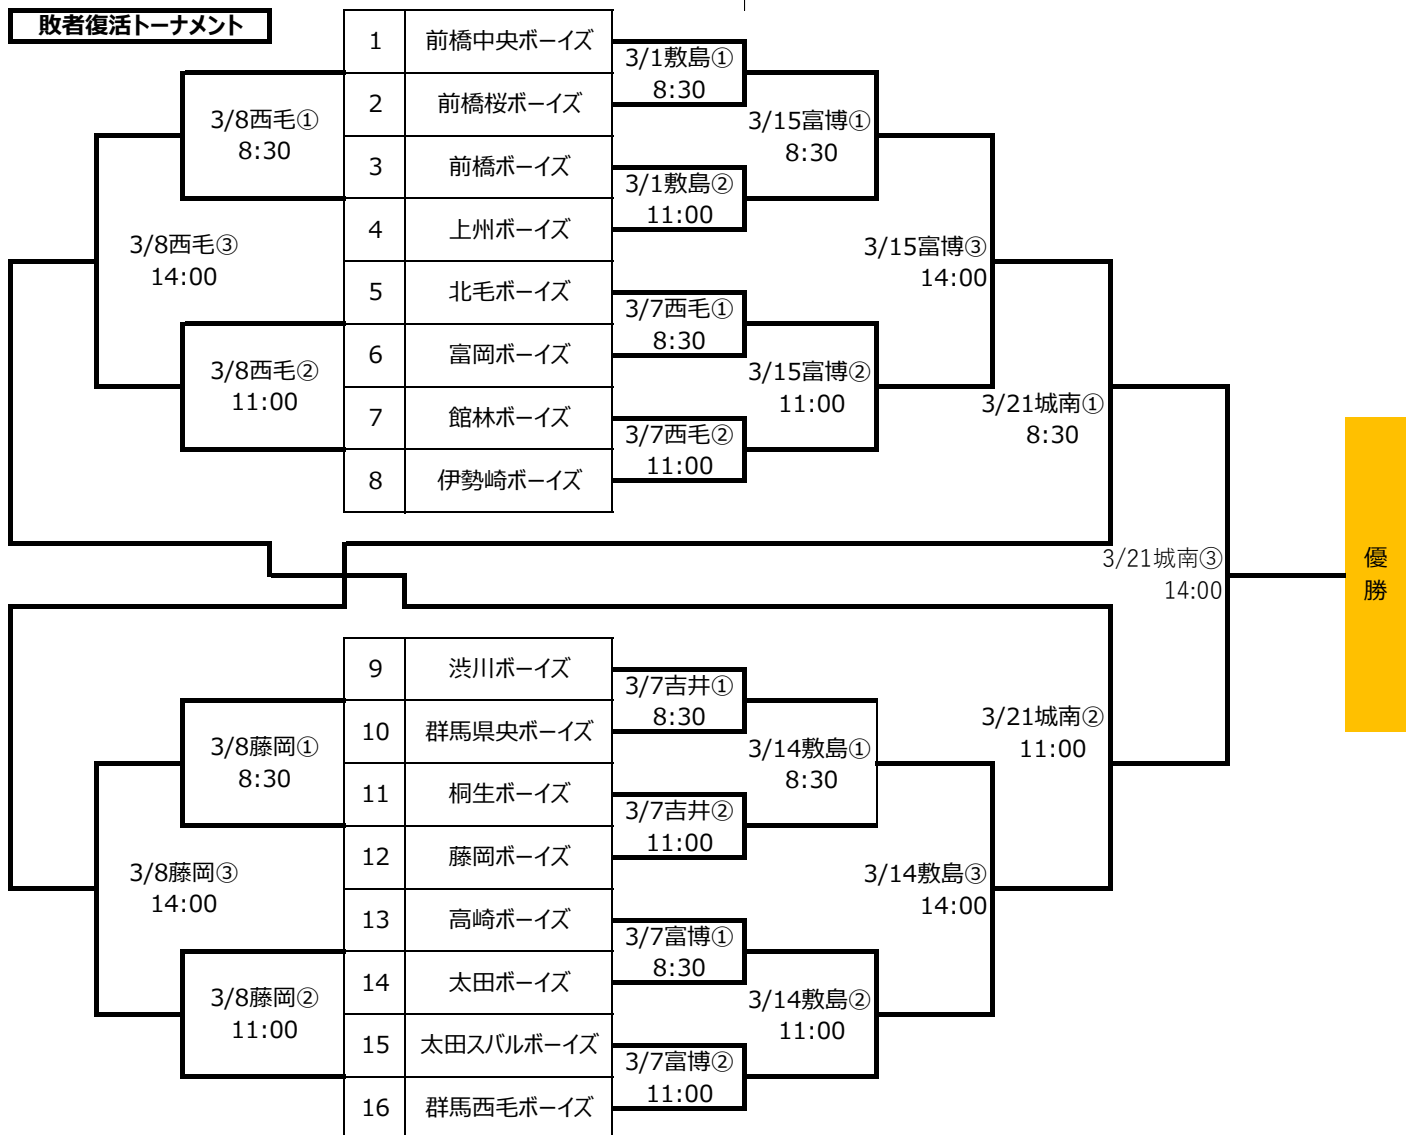 敗者復活トーナメント
1 前橋中央ボーイズ
3/1敷島①
8:30
2 前橋桜ボーイズ
3/8西毛①
8:30
3/15富博①
8:30
3 前橋ボーイズ
3/1敷島②
11:00
4 上州ボーイズ
3/8西毛③
14:00
3/15富博③
14:00
5 北毛ボーイズ
3/7西毛①
8:30
6 富岡ボーイズ
3/8西毛②
11:00
3/15富博②
11:00
7 館林ボーイズ
3/7西毛②
11:00
3/21城南①
8:30
8 伊勢崎ボーイズ
3/21城南③
14:00
優
勝
9 渋川ボーイズ
3/7吉井①
8:30
10 群馬県央ボーイズ
3/21城南②
11:00
3/8藤岡①
8:30
3/14敷島①
8:30
11 桐生ボーイズ
3/7吉井②
11:00
12 藤岡ボーイズ
3/8藤岡③
14:00
3/14敷島③
14:00
13 高崎ボーイズ
3/7富博①
8:30
14 太田ボーイズ
3/8藤岡②
11:00
3/14敷島②
11:00
15 太田スバルボーイズ
3/7富博②
11:00
16 群馬西毛ボーイズ